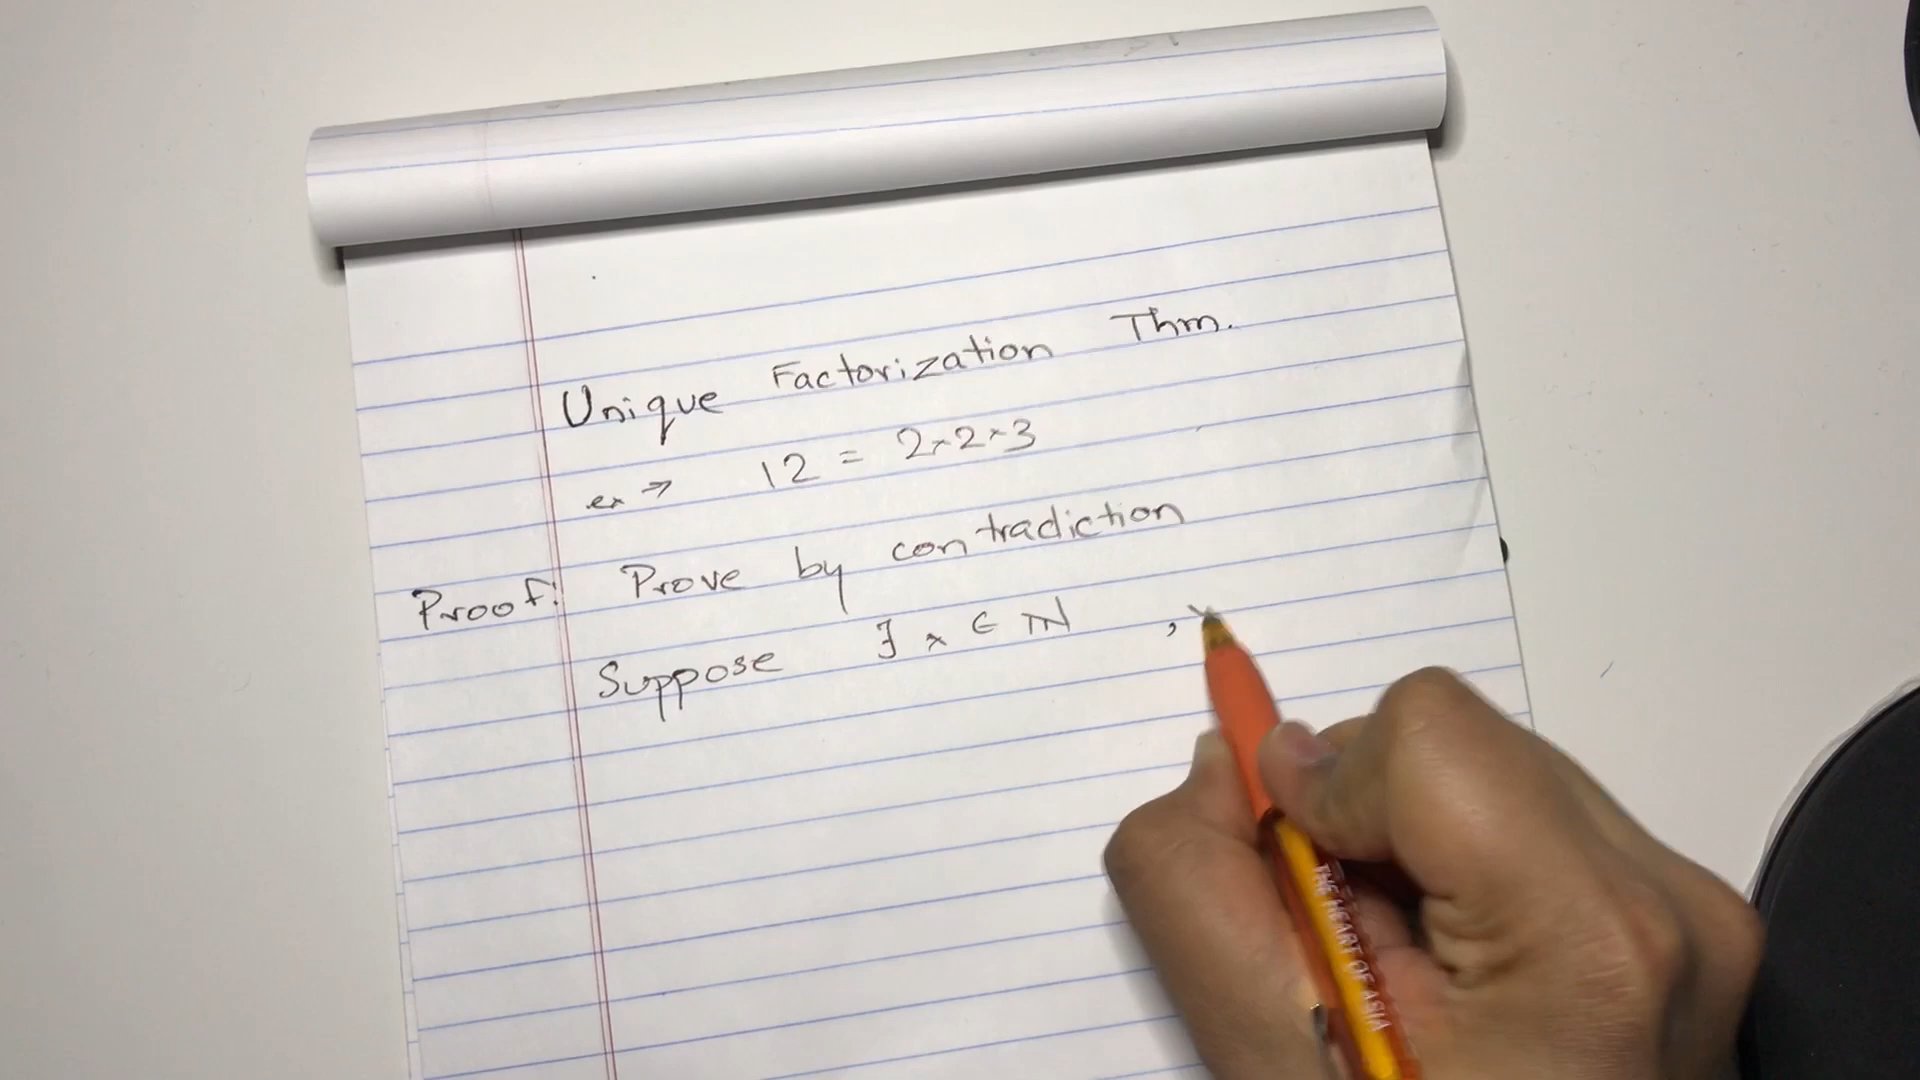 Unique Factorization Thm.
ex → 12 = 2×2×3
Proof: Prove by contradiction
Suppose ∃ x ∈ ℕ , x
THE HEART OF ASIA